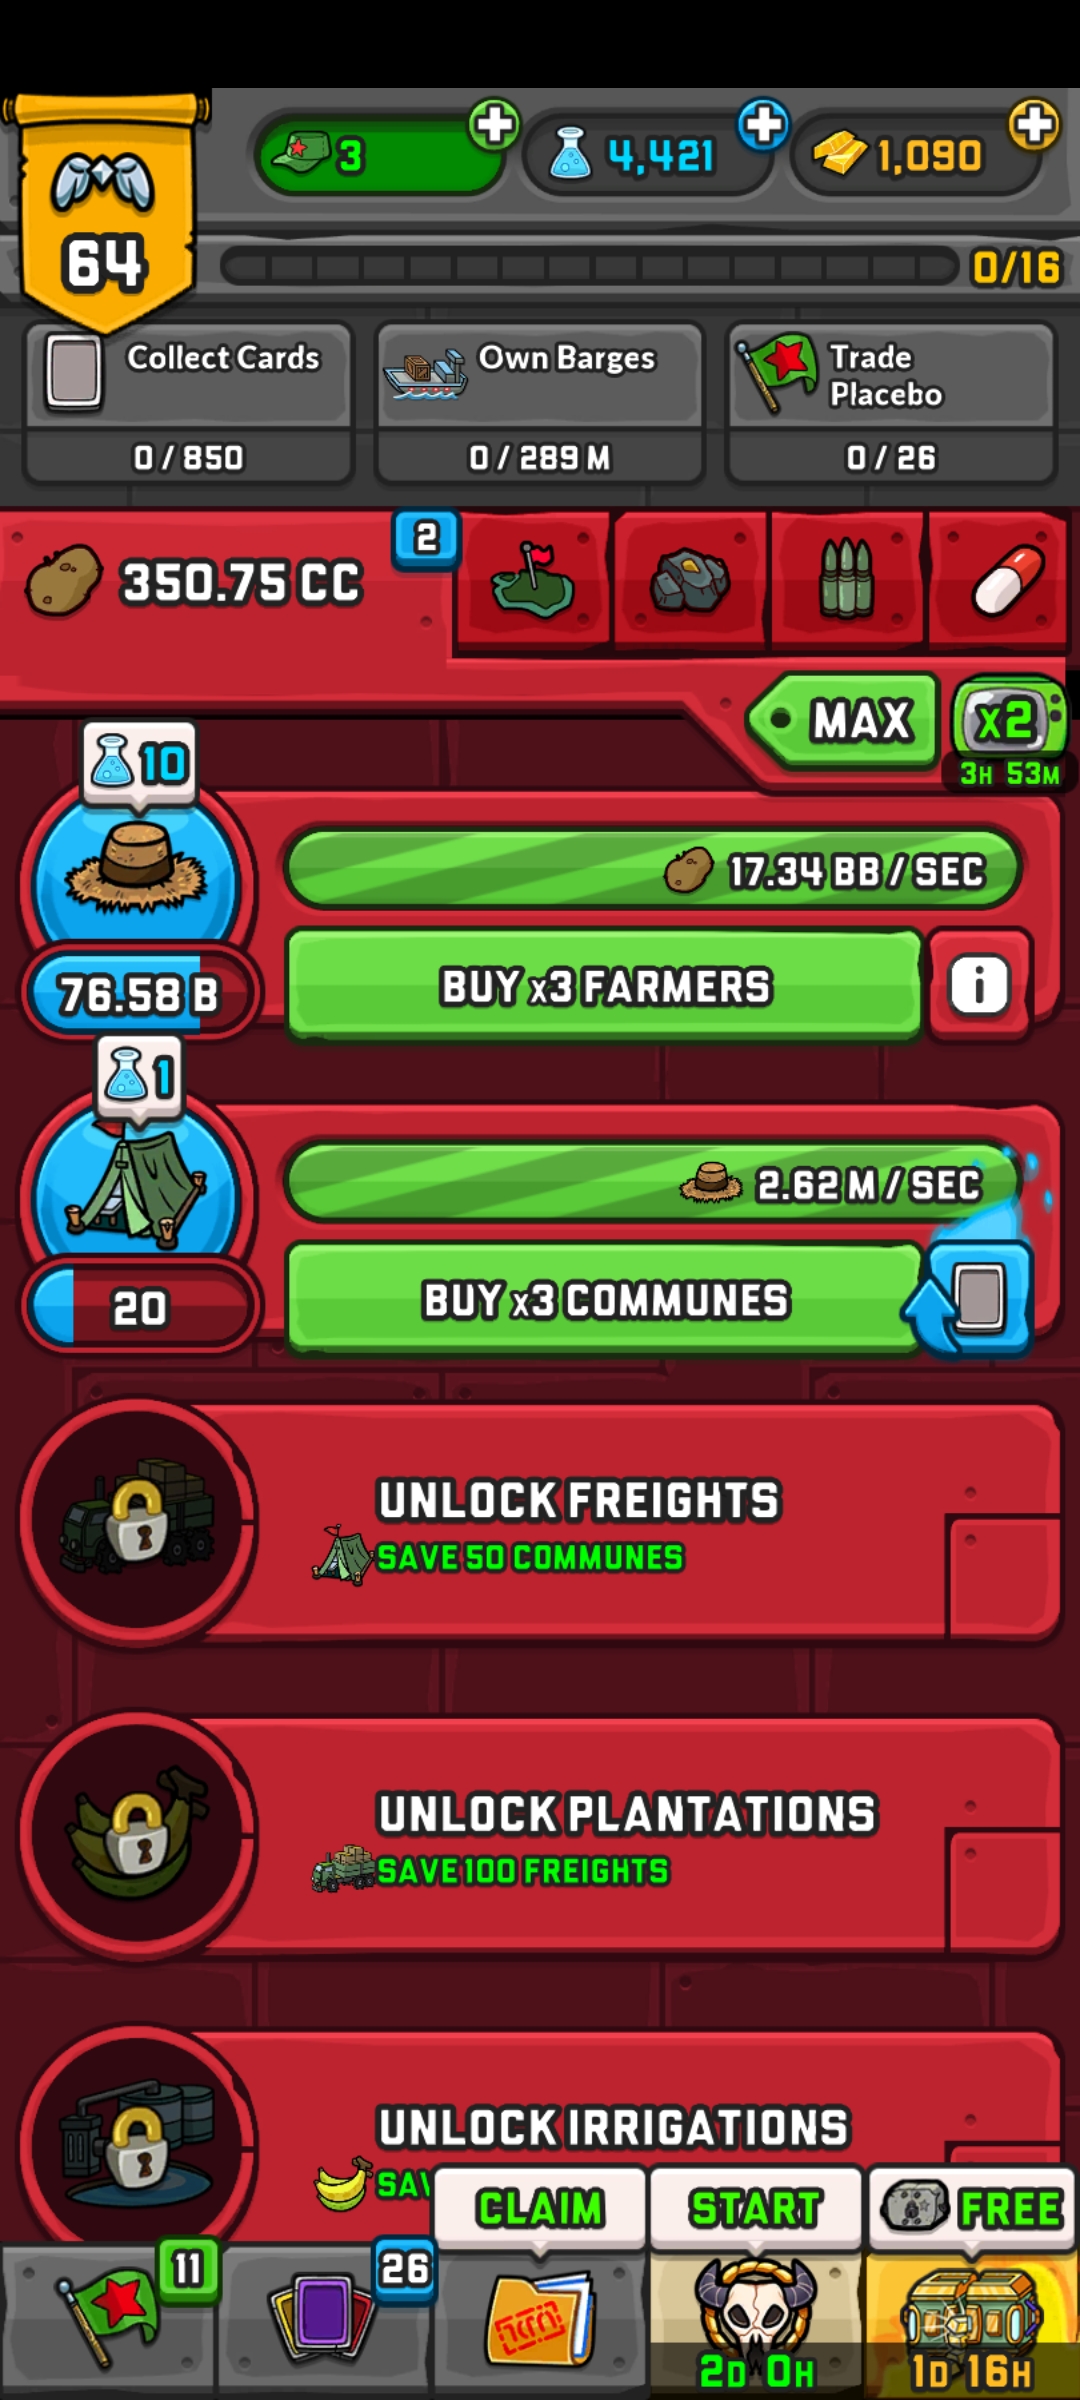 3
4,421
1,090
64
0/16
Collect Cards
Own Barges
Trade
Placebo
0 / 850
0 / 289 M
0 / 26
350.75 CC
2
MAX
x2
3H 53M
10
17.34 BB / SEC
76.58 B
BUY x3 FARMERS
i
1
2.62 M / SEC
20
BUY x3 COMMUNES
UNLOCK FREIGHTS
SAVE 50 COMMUNES
UNLOCK PLANTATIONS
SAVE 100 FREIGHTS
UNLOCK IRRIGATIONS
SAV
CLAIM
START
FREE
11
26
2D 0H
1D 16H